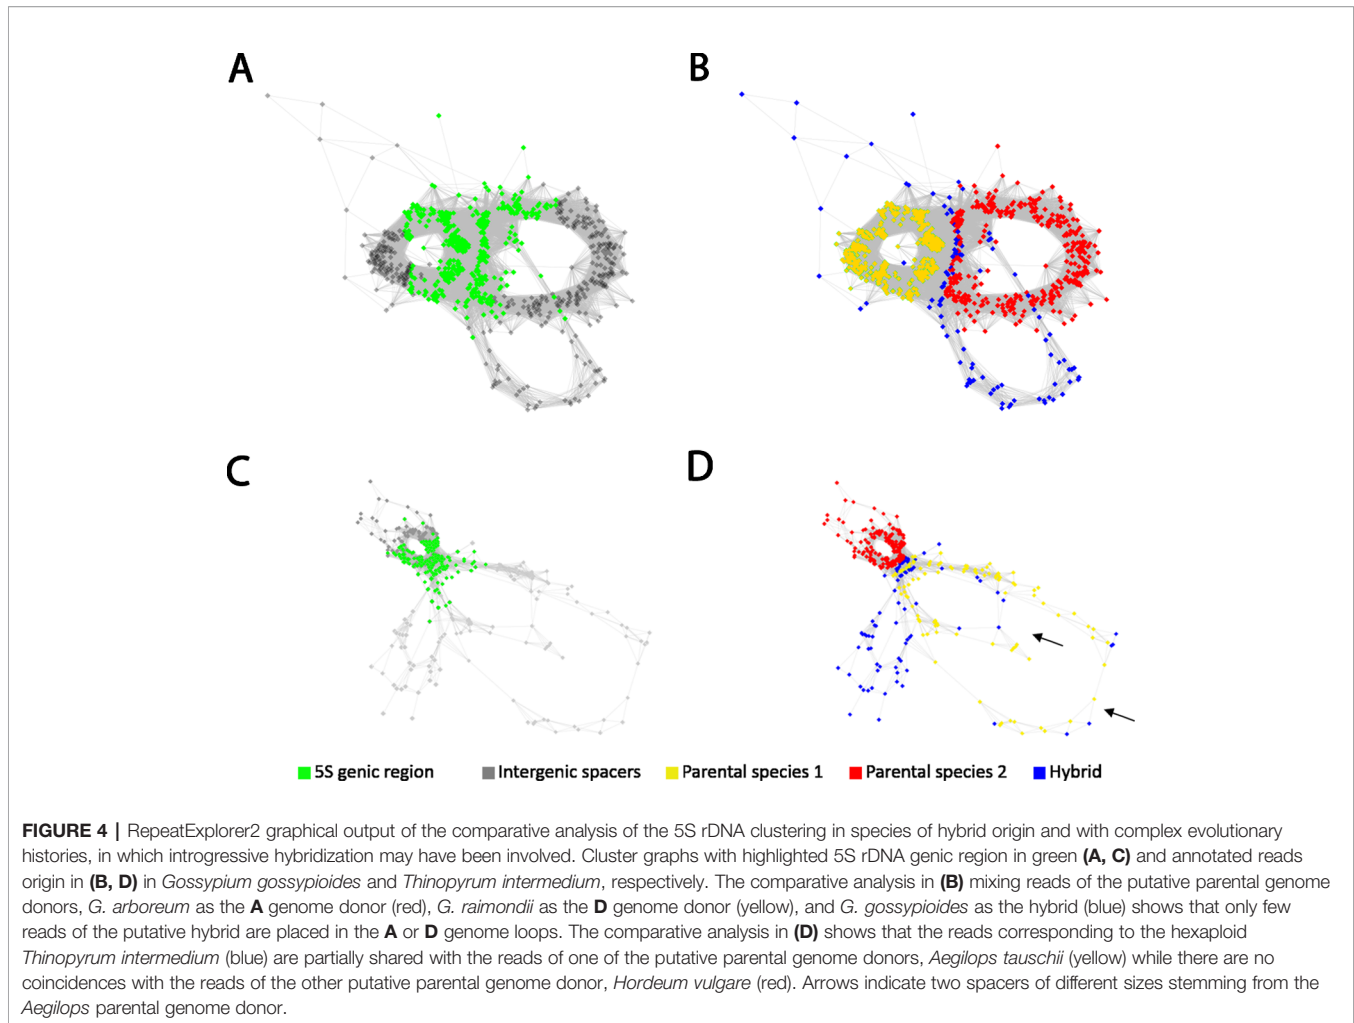 A
B
C
D
5S genic region
Intergenic spacers
Parental species 1
Parental species 2
Hybrid
FIGURE 4 | RepeatExplorer2 graphical output of the comparative analysis of the 5S rDNA clustering in species of hybrid origin and with complex evolutionary
histories, in which introgressive hybridization may have been involved. Cluster graphs with highlighted 5S rDNA genic region in green (A, C) and annotated reads
origin in (B, D) in Gossypium gossypioides and Thinopyrum intermedium, respectively. The comparative analysis in (B) mixing reads of the putative parental genome
donors, G. arboreum as the A genome donor (red), G. raimondii as the D genome donor (yellow), and G. gossypioides as the hybrid (blue) shows that only few
reads of the putative hybrid are placed in the A or D genome loops. The comparative analysis in (D) shows that the reads corresponding to the hexaploid
Thinopyrum intermedium (blue) are partially shared with the reads of one of the putative parental genome donors, Aegilops tauschii (yellow) while there are no
coincidences with the reads of the other putative parental genome donor, Hordeum vulgare (red). Arrows indicate two spacers of different sizes stemming from the
Aegilops parental genome donor.